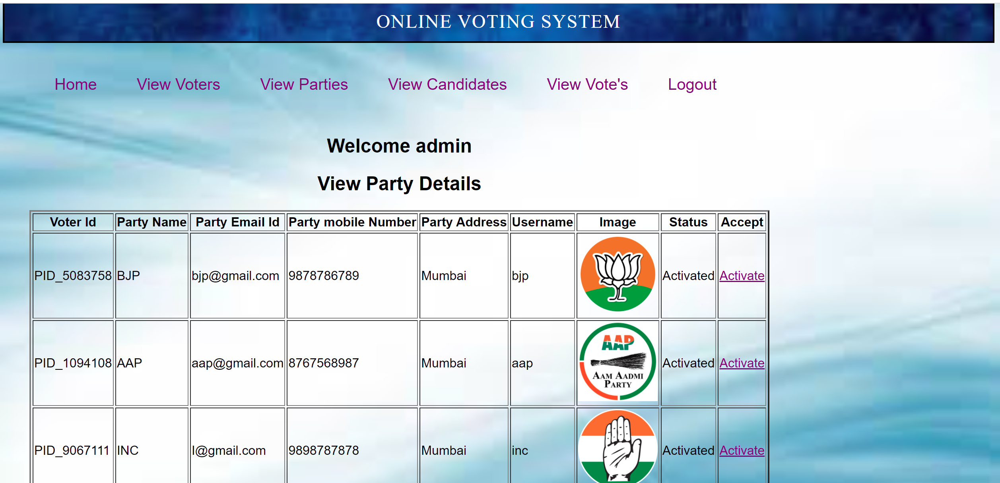 ONLINE VOTING SYSTEM
Home View Voters View Parties View Candidates View Vote's Logout
Welcome admin
View Party Details
Voter Id Party Name Party Email Id Party mobile Number Party Address Username Image Status Accept
PID_5083758 BJP bjp@gmail.com 9878786789 Mumbai bjp Activated Activate
AAP
PID_1094108 AAP aap@gmail.com 8767568987 Mumbai aap Activated Activate
AAM AADMI
PARTY
PID_9067111 INC I@gmail.com 9898787878 Mumbai inc Activated Activate